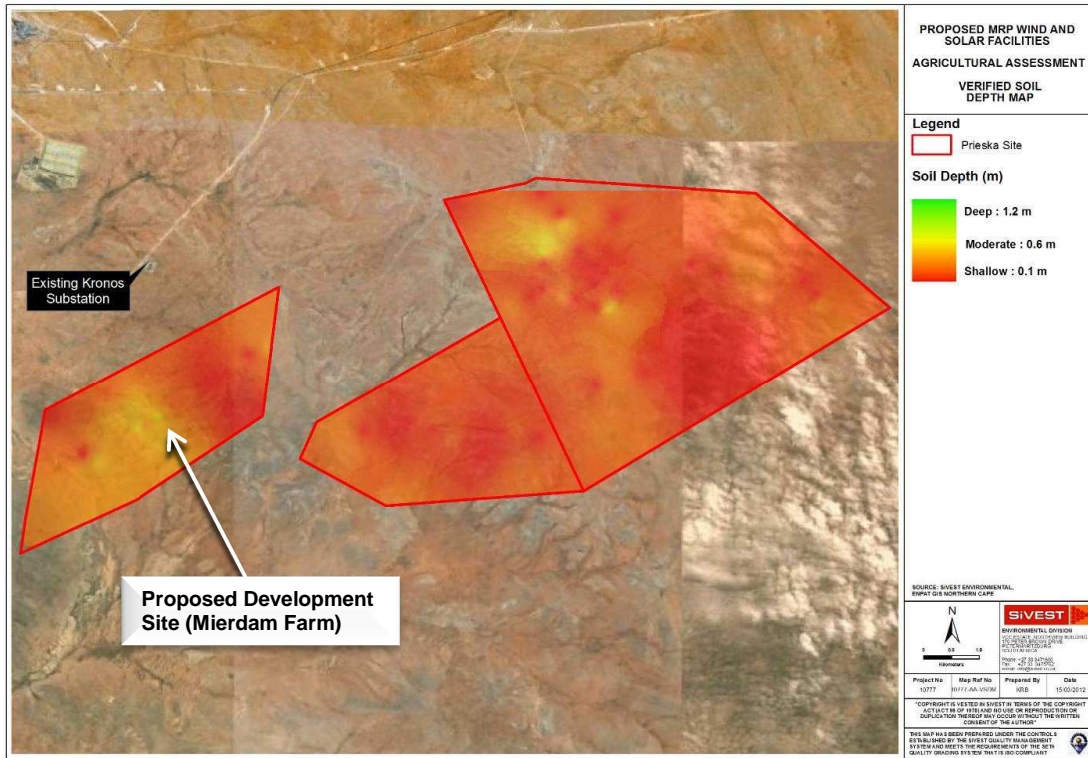 PROPOSED MRP WIND AND
SOLAR FACILITIES
AGRICULTURAL ASSESSMENT
VERIFIED SOIL
DEPTH MAP
Legend
Prieska Site
Soil Depth (m)
Deep : 1.2 m
Moderate : 0.6 m
Shallow : 0.1 m
Existing Kronos
Substation
Proposed Development
Site (Mierdam Farm)
SOURCE: SIVEST ENVIRONMENTAL,
ENPAT GIS NORTHERN CAPE
N
Kilometers
SiVEST
ENVIRONMENTAL DIVISION
Project No
Map Ref No
Prepared By
Date
10777
KRB
15/03/2012
"COPYRIGHT IS VESTED IN SIVEST IN TERMS OF THE COPYRIGHT
ACT (ACT 98 OF 1978) AND NO USE OR REPRODUCTION OR
DUPLICATION THEREOF MAY OCCUR WITHOUT THE WRITTEN
CONSENT OF THE AUTHOR"
THIS MAP HAS BEEN PREPARED UNDER THE CONTROLS
ESTABLISHED BY THE SIVEST QUALITY MANAGEMENT
SYSTEM AND MEETS THE REQUIREMENTS OF THE SETA
QUALITY GRADING SYSTEM THAT IS ISO COMPLIANT